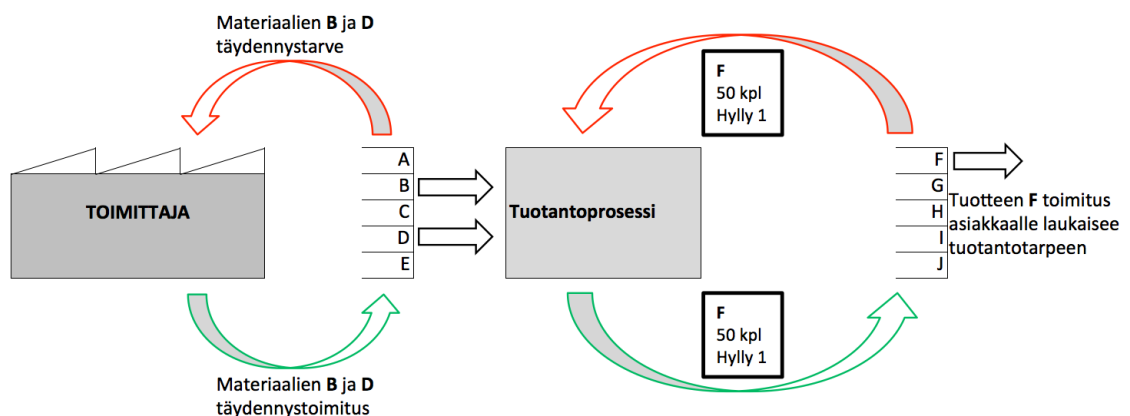 Materiaalien B ja D
täydennystarve
F
50 kpl
Hylly 1
TOIMITTAJA
A
B
C
D
E
Tuotantoprosessi
F
G
H
I
J
Tuotteen F toimitus
asiakkaalle laukaisee
tuotantotarpeen
F
50 kpl
Hylly 1
Materiaalien B ja D
täydennystoimitus